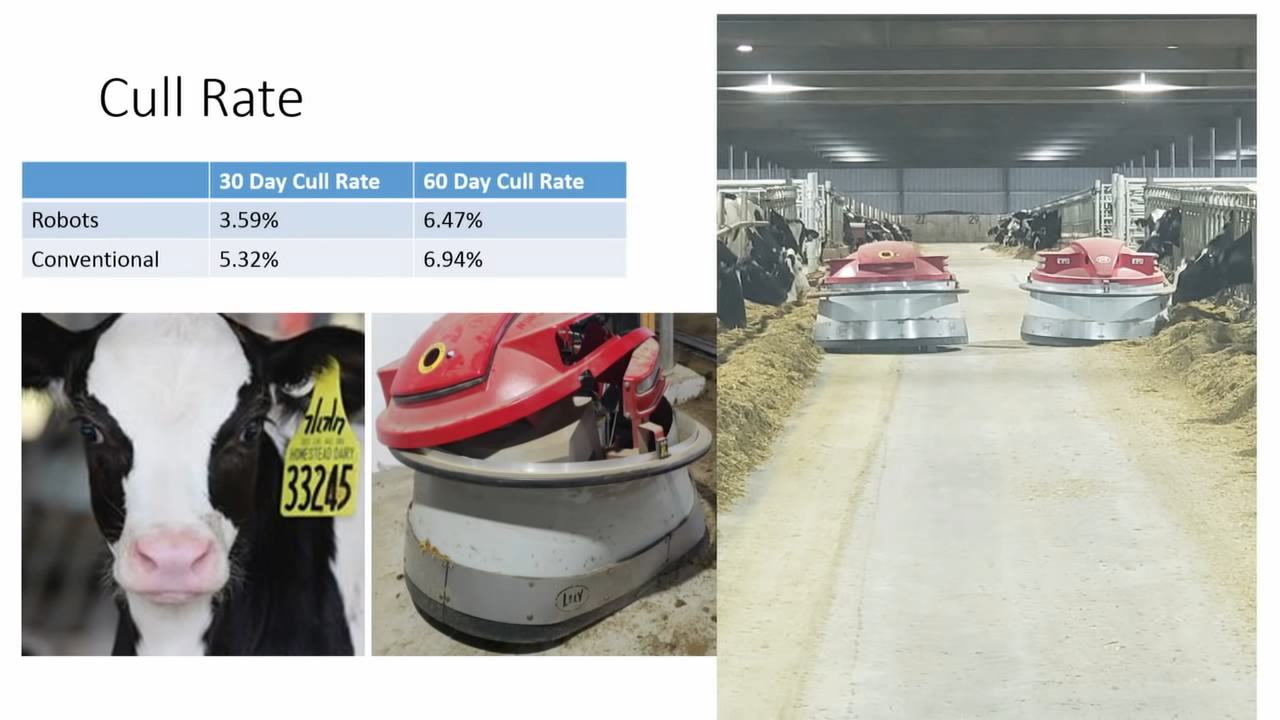 Cull Rate
30 Day Cull Rate 60 Day Cull Rate
Robots 3.59% 6.47%
Conventional 5.32% 6.94%
HOMESTEAD DAIRY
33245
LELY